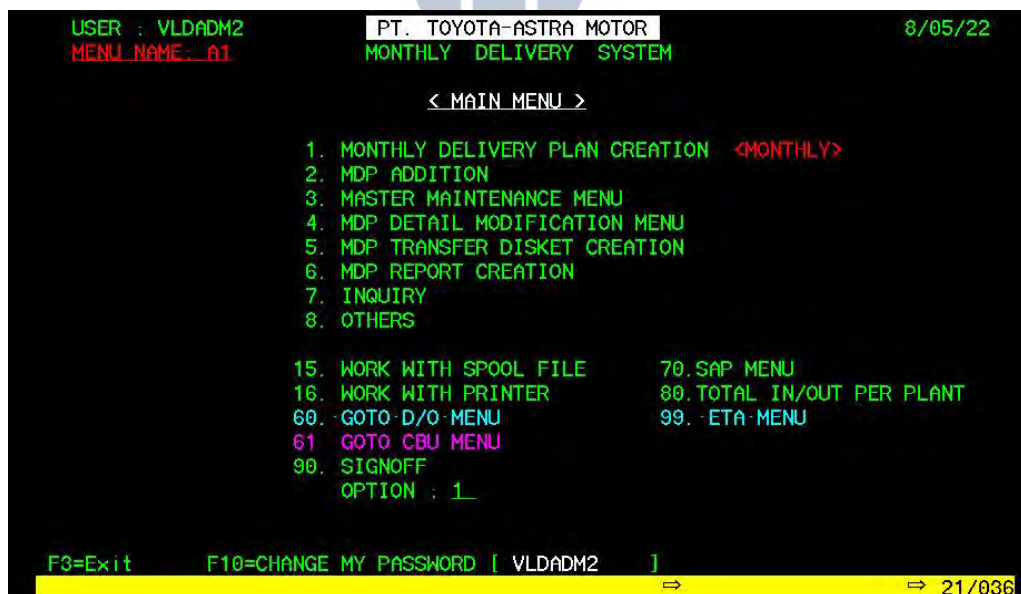 USER : VLDADM2 PT. TOYOTA-ASTRA MOTOR 8/05/22
MENU NAME: A1 MONTHLY DELIVERY SYSTEM
< MAIN MENU >
1. MONTHLY DELIVERY PLAN CREATION <MONTHLY>
2. MDP ADDITION
3. MASTER MAINTENANCE MENU
4. MDP DETAIL MODIFICATION MENU
5. MDP TRANSFER DISKET CREATION
6. MDP REPORT CREATION
7. INQUIRY
8. OTHERS
15. WORK WITH SPOOL FILE 70.SAP MENU
16. WORK WITH PRINTER 80.TOTAL IN/OUT PER PLANT
60. GOTO D/O MENU 99. ETA MENU
61 GOTO CBU MENU
90. SIGNOFF
OPTION : 1
F3=Exit F10=CHANGE MY PASSWORD [ VLDADM2 ]
⇨ ⇨ 21/036